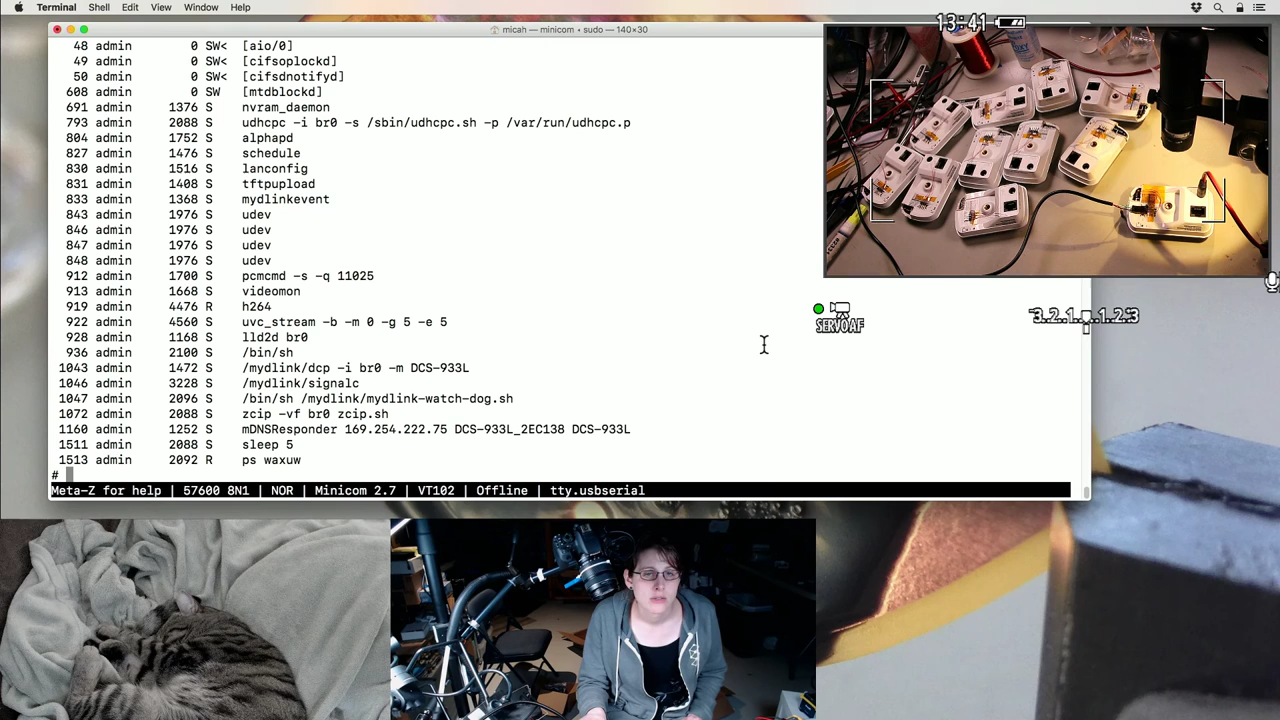 Terminal Shell Edit View Window Help
micah — minicom • sudo — 140×30
48 admin 0 SW< [aio/0]
49 admin 0 SW< [cifsoplockd]
50 admin 0 SW< [cifsdnotifyd]
608 admin 0 SW [mtdblockd]
691 admin 1376 S nvram_daemon
793 admin 2088 S udhcpc -i br0 -s /sbin/udhcpc.sh -p /var/run/udhcpc.p
804 admin 1752 S alphapd
827 admin 1476 S schedule
830 admin 1516 S lanconfig
831 admin 1408 S tftpupload
833 admin 1368 S mydlinkevent
843 admin 1976 S udev
846 admin 1976 S udev
847 admin 1976 S udev
848 admin 1976 S udev
912 admin 1700 S pcmcmd -s -q 11025
913 admin 1668 S videomon
919 admin 4476 R h264
922 admin 4560 S uvc_stream -b -m 0 -g 5 -e 5
928 admin 1168 S lld2d br0
936 admin 2100 S /bin/sh
1043 admin 1472 S /mydlink/dcp -i br0 -m DCS-933L
1046 admin 3228 S /mydlink/signalc
1047 admin 2096 S /bin/sh /mydlink/mydlink-watch-dog.sh
1072 admin 2088 S zcip -vf br0 zcip.sh
1160 admin 1252 S mDNSResponder 169.254.222.75 DCS-933L_2EC138 DCS-933L
1511 admin 2088 S sleep 5
1513 admin 2092 R ps waxuw
#
Meta-Z for help | 57600 8N1 | NOR | Minicom 2.7 | VT102 | Offline | tty.usbserial
13:41
SERVO AF
-3.2.1.0.1.2.3